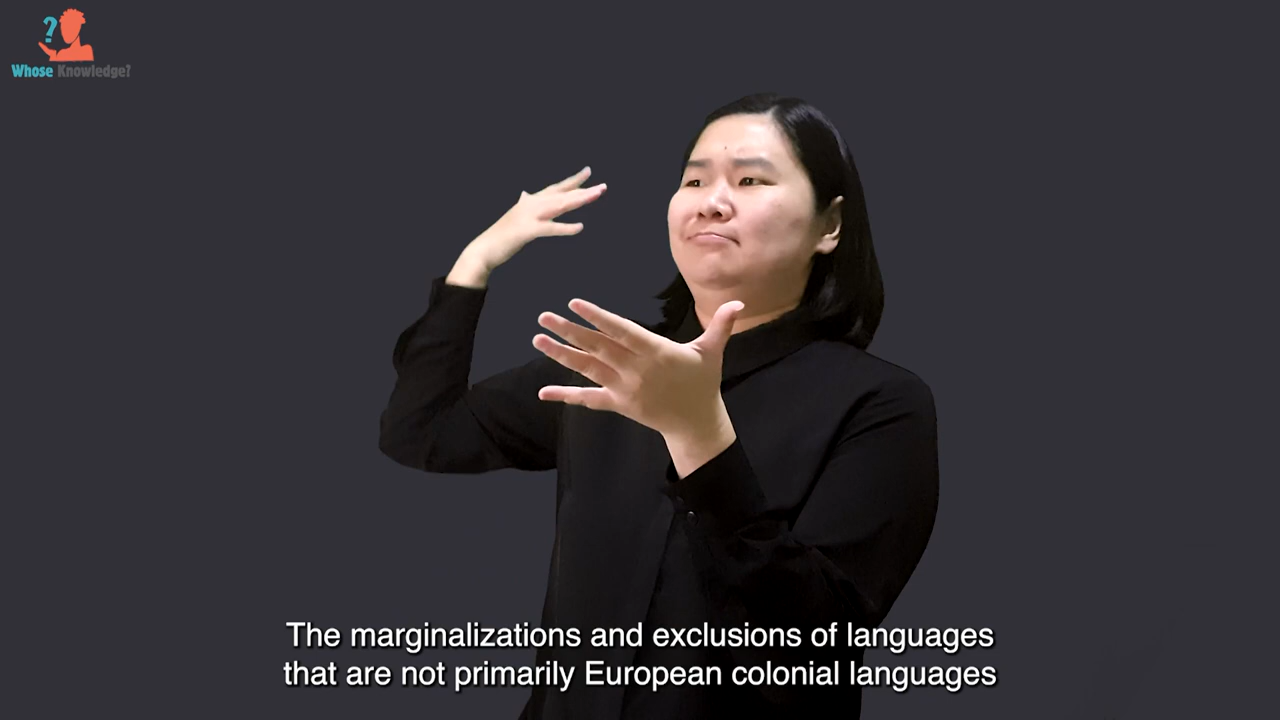 ?
Whose Knowledge?
The marginalizations and exclusions of languages
that are not primarily European colonial languages